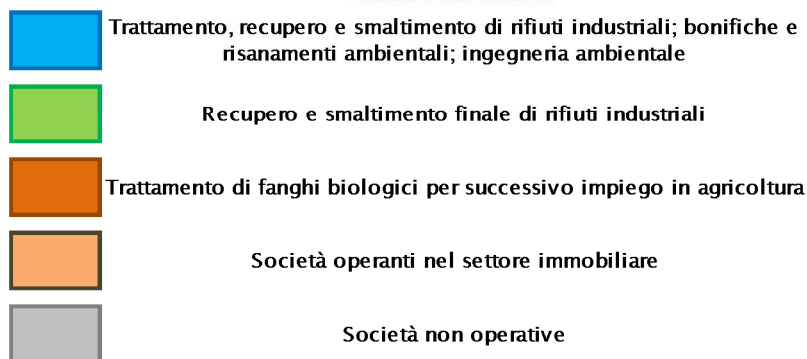 Trattamento, recupero e smaltimento di rifiuti industriali; bonifiche e
risanamenti ambientali; ingegneria ambientale
Recupero e smaltimento finale di rifiuti industriali
Trattamento di fanghi biologici per successivo impiego in agricoltura
Società operanti nel settore immobiliare
Società non operative